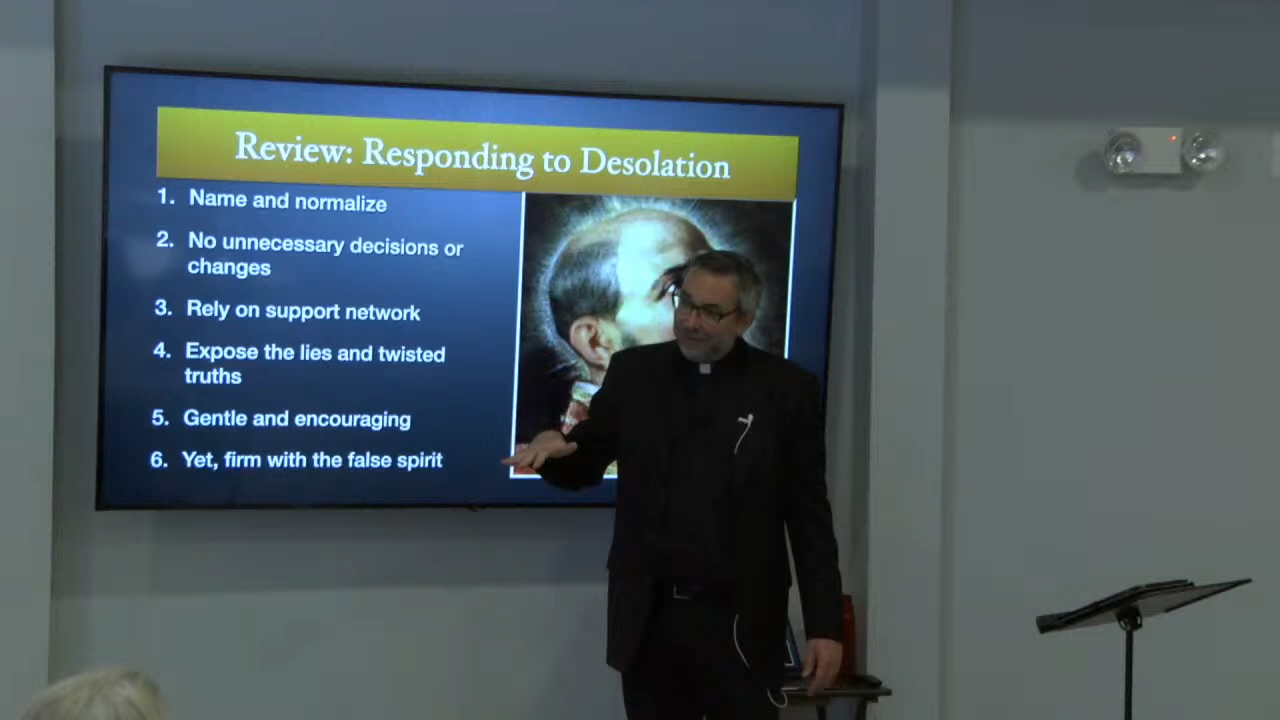 Review: Responding to Desolation
1. Name and normalize
2. No unnecessary decisions or
changes
3. Rely on support network
4. Expose the lies and twisted
truths
5. Gentle and encouraging
6. Yet, firm with the false spirit